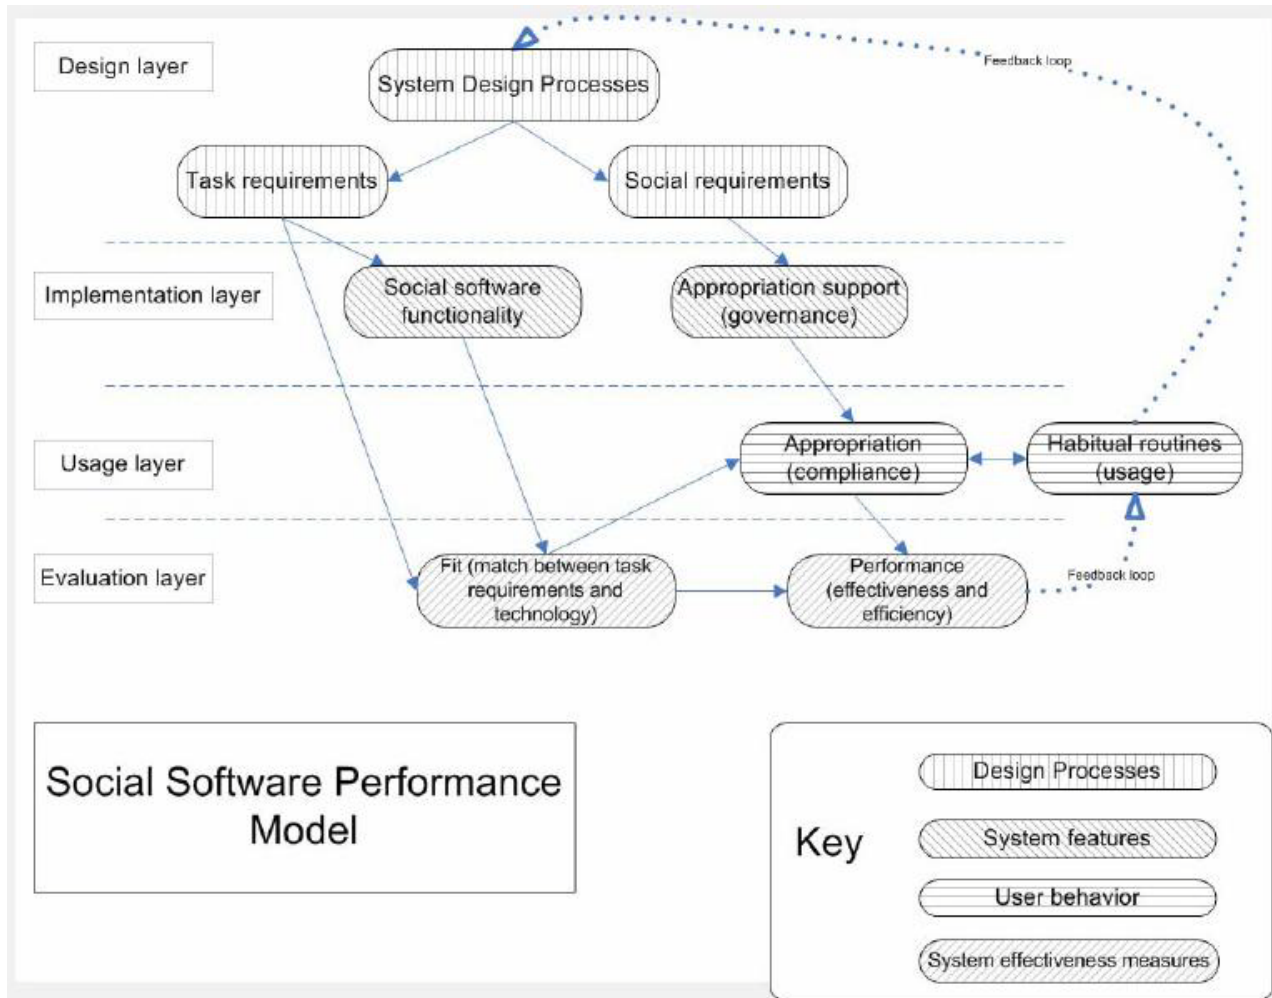 Design layer
System Design Processes
Feedback loop
Task requirements
Social requirements
Implementation layer
Social software
functionality
Appropriation support
(governance)
Usage layer
Appropriation
(compliance)
Habitual routines
(usage)
Evaluation layer
Fit (match between task
requirements and
technology)
Performance
(effectiveness and
efficiency)
Feedback loop
Social Software Performance
Model
Key
Design Processes
System features
User behavior
System effectiveness measures